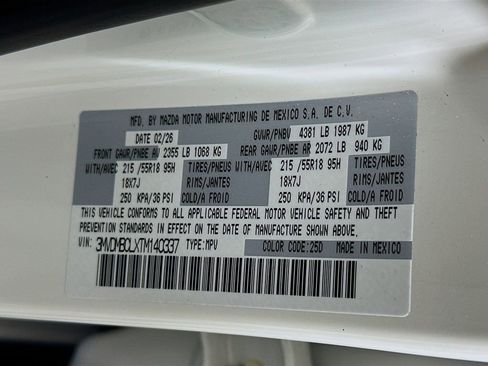 MFD. BY MAZDA MOTOR MANUFACTURING DE MEXICO S.A. DE C.V.
DATE 02/26 GVWR/PNBV 4381 LB 1987 KG
FRONT GAWR/PNBE AV 2355 LB 1068 KG REAR GAWR/PNBE AR 2072 LB 940 KG
WITH/AVEC 215 /55R18 95H TIRES/PNEUS WITH/AVEC 215 /55R18 95H TIRES/PNEUS
18X7J RIMS/JANTES 18X7J RIMS/JANTES
250 KPA/36 PSI COLD/A FROID 250 KPA/36 PSI COLD/A FROID
THIS VEHICLE CONFORMS TO ALL APPLICABLE FEDERAL MOTOR VEHICLE SAFETY AND THEFT
PREVENTION STANDARDS IN EFFECT ON THE DATE OF MANUFACTURE SHOWN ABOVE.
VIN: 3MVDMBCLXTM140337 TYPE: MPV COLOR CODE: 25D MADE IN MEXICO